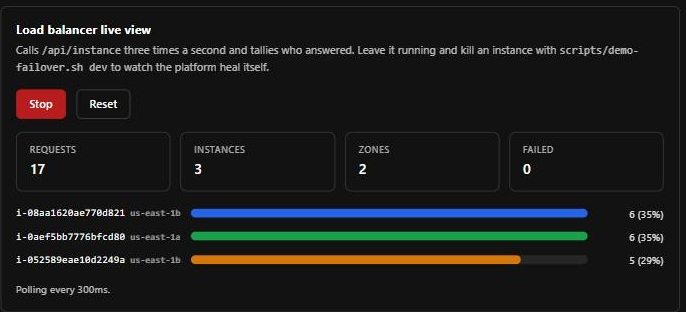 Load balancer live view
Calls /api/instance three times a second and tallies who answered. Leave it running and kill an instance with scripts/demo-
failover.sh dev to watch the platform heal itself.
Stop Reset
REQUESTS INSTANCES ZONES FAILED
17 3 2 0
i-08aa1620ae770d821 us-east-1b 6 (35%)
i-0aef5bb7776bfcd80 us-east-1a 6 (35%)
i-052589eae10d2249a us-east-1b 5 (29%)
Polling every 300ms.